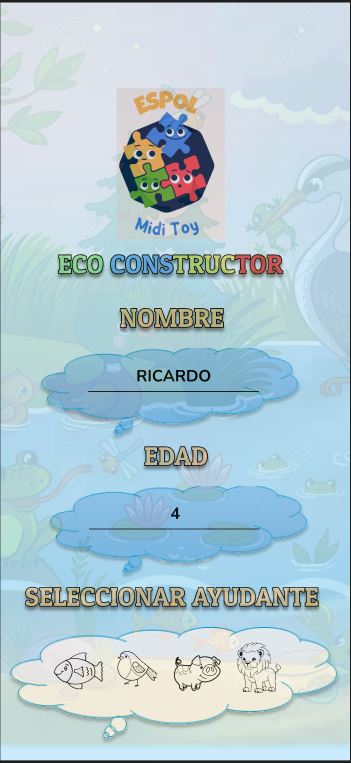 ESPOL
Midi Toy
ECO CONSTRUCTOR
NOMBRE
RICARDO
EDAD
4
SELECCIONAR AYUDANTE